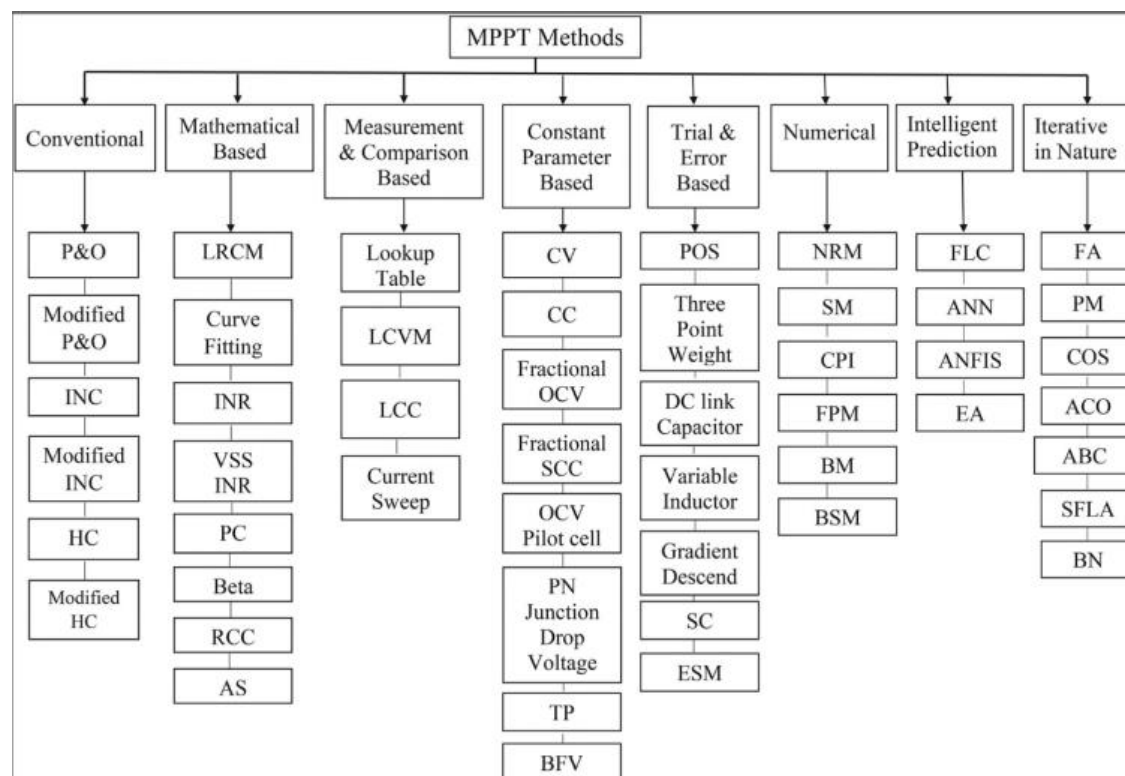 MPPT Methods
Conventional
Mathematical
Based
Measurement
& Comparison
Based
Constant
Parameter
Based
Trial &
Error
Based
Numerical
Intelligent
Prediction
Iterative
in Nature
P&O
Modified
P&O
INC
Modified
INC
HC
Modified
HC
LRCM
Curve
Fitting
INR
VSS
INR
PC
Beta
RCC
AS
Lookup
Table
LCVM
LCC
Current
Sweep
CV
CC
Fractional
OCV
Fractional
SCC
OCV
Pilot cell
PN
Junction
Drop
Voltage
TP
BFV
POS
Three
Point
Weight
DC link
Capacitor
Variable
Inductor
Gradient
Descend
SC
ESM
NRM
SM
CPI
FPM
BM
BSM
FLC
ANN
ANFIS
EA
FA
PM
COS
ACO
ABC
SFLA
BN